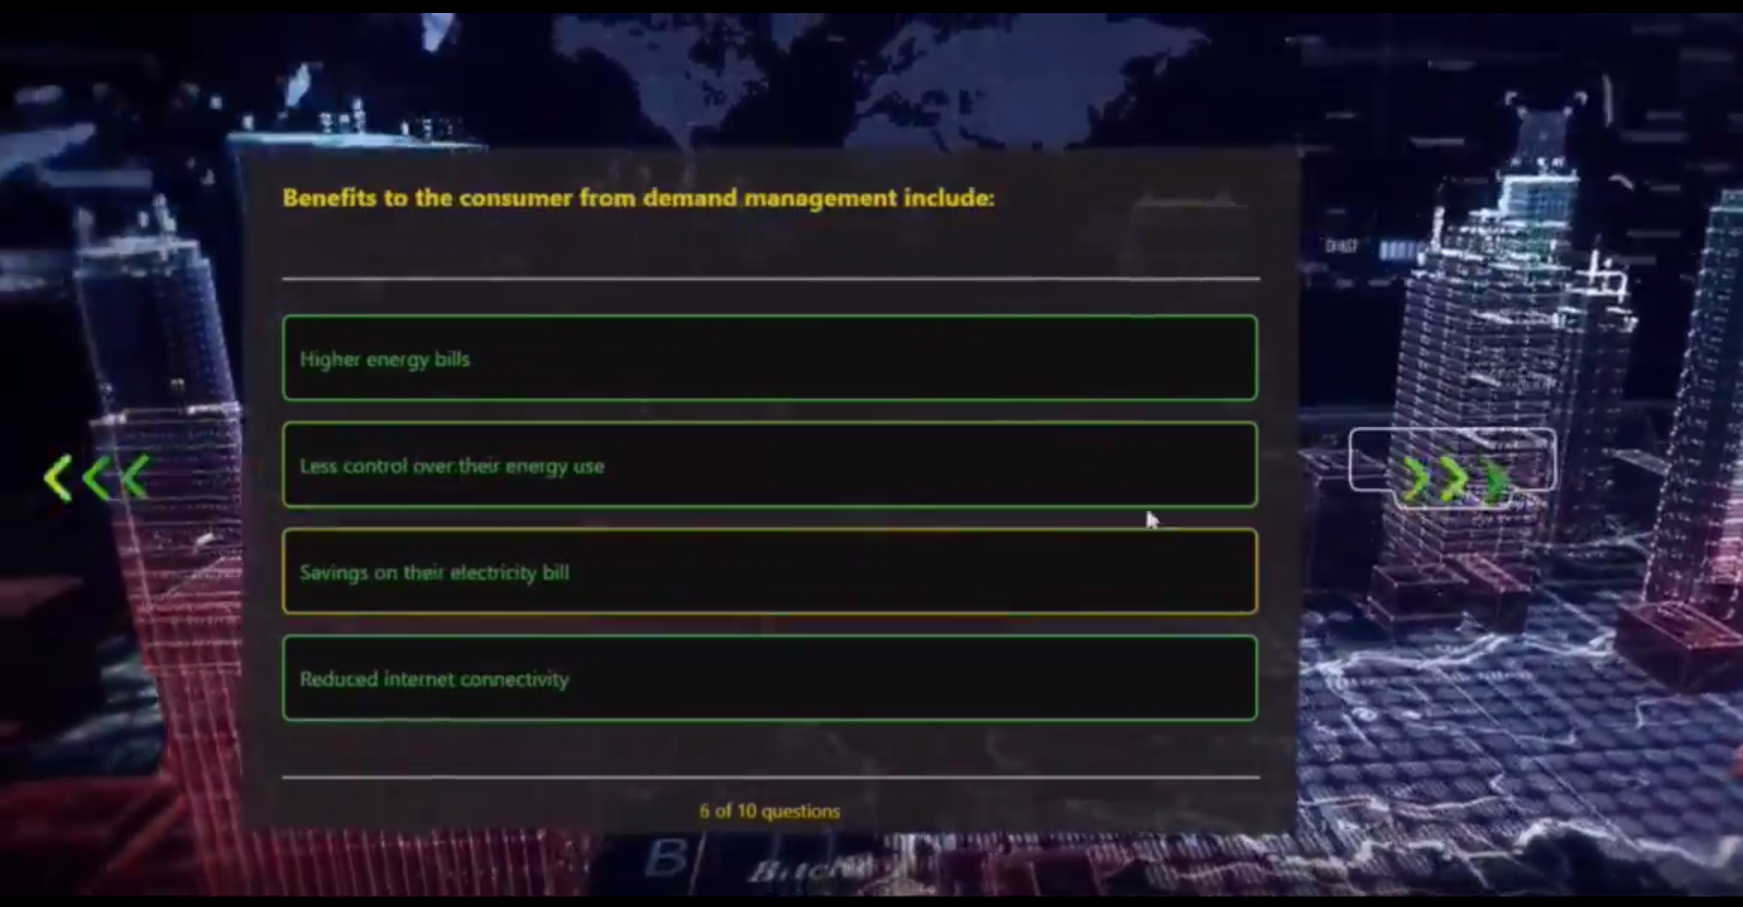 Benefits to the consumer from demand management include:
Higher energy bills
Less control over their energy use
Savings on their electricity bill
Reduced internet connectivity
6 of 10 questions
B